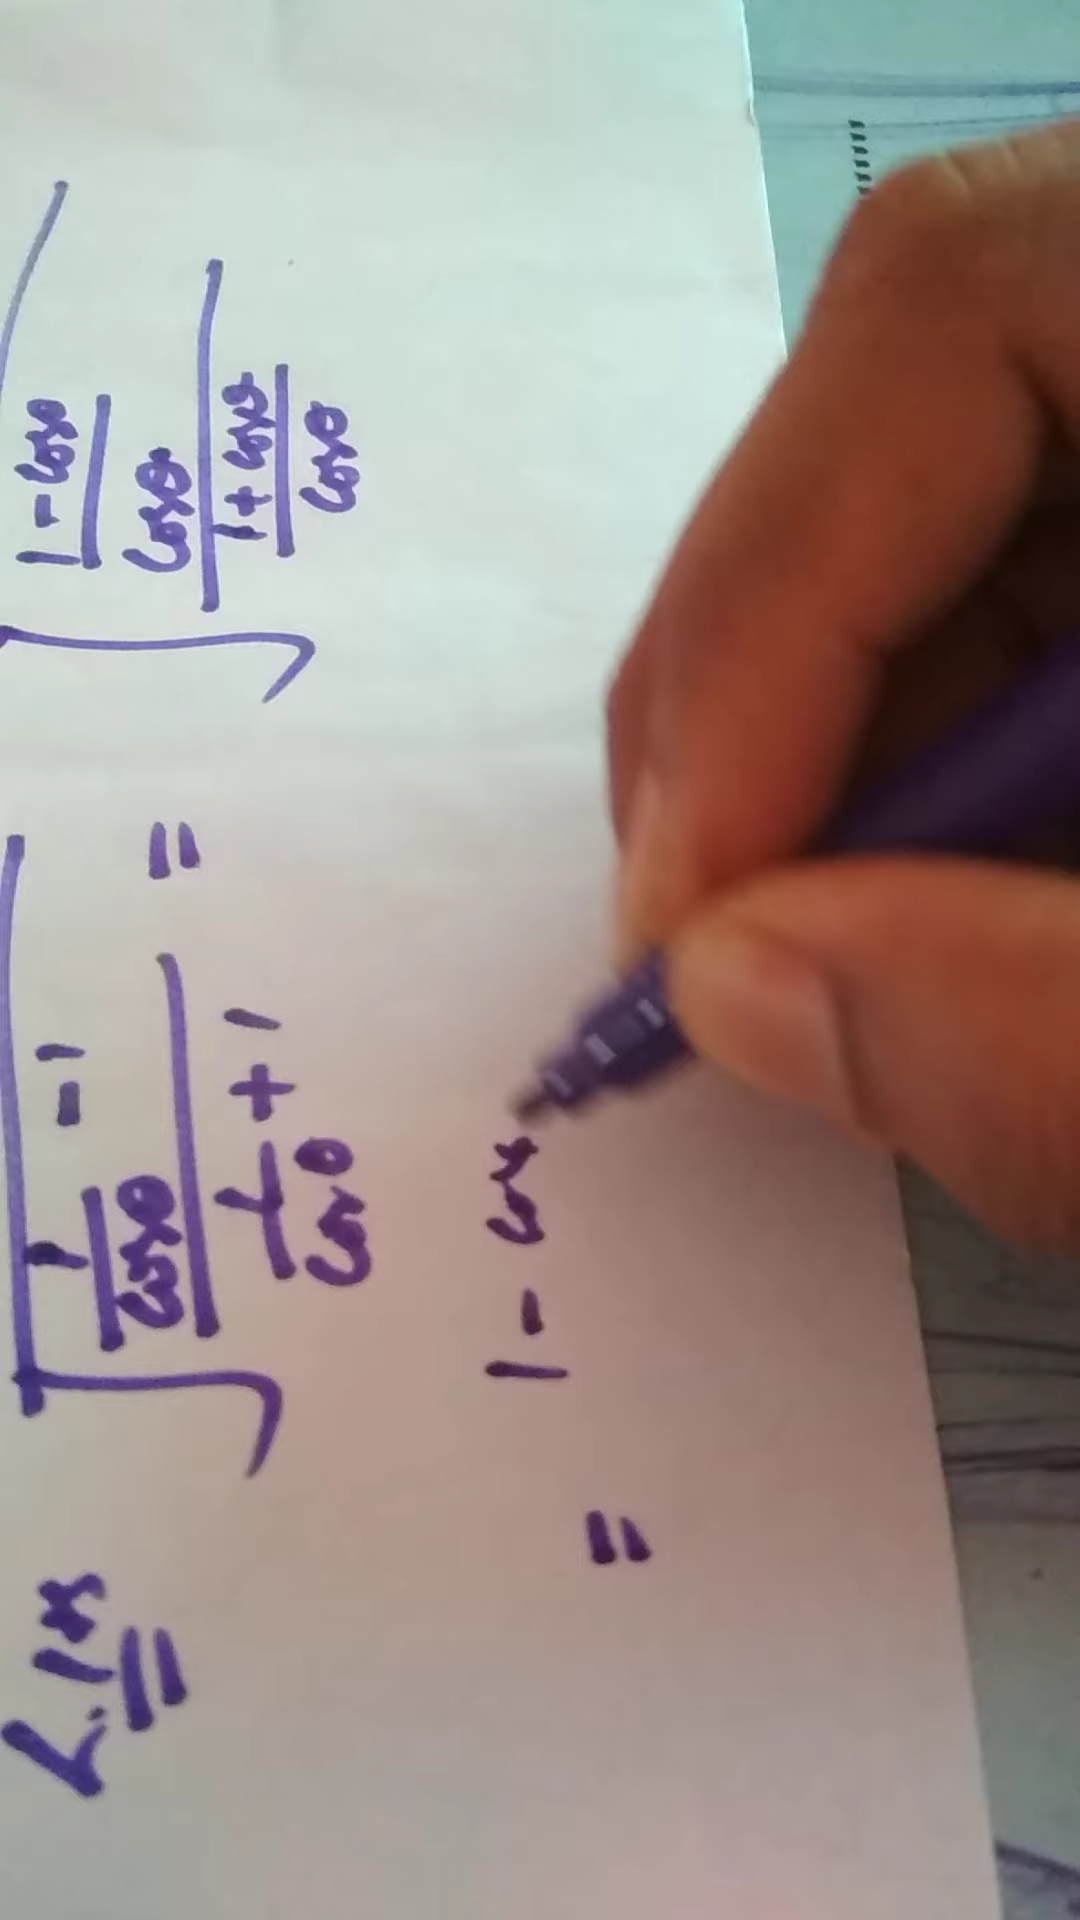 = √((1/cosθ - 1)/(1/cosθ + 1)) = √(((1 - cosθ)/cosθ)/((1 + cosθ)/cosθ))
= 1 - cos